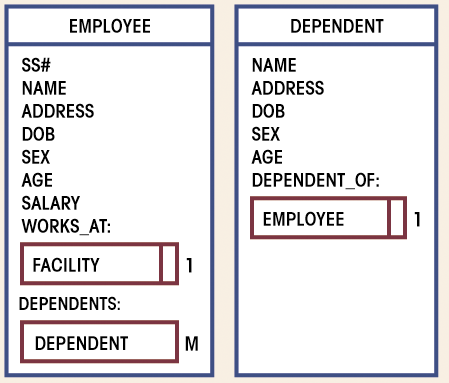 EMPLOYEE
SS#
NAME
ADDRESS
DOB
SEX
AGE
SALARY
WORKS_AT:
FACILITY 1
DEPENDENTS:
DEPENDENT M
DEPENDENT
NAME
ADDRESS
DOB
SEX
AGE
DEPENDENT_OF:
EMPLOYEE 1